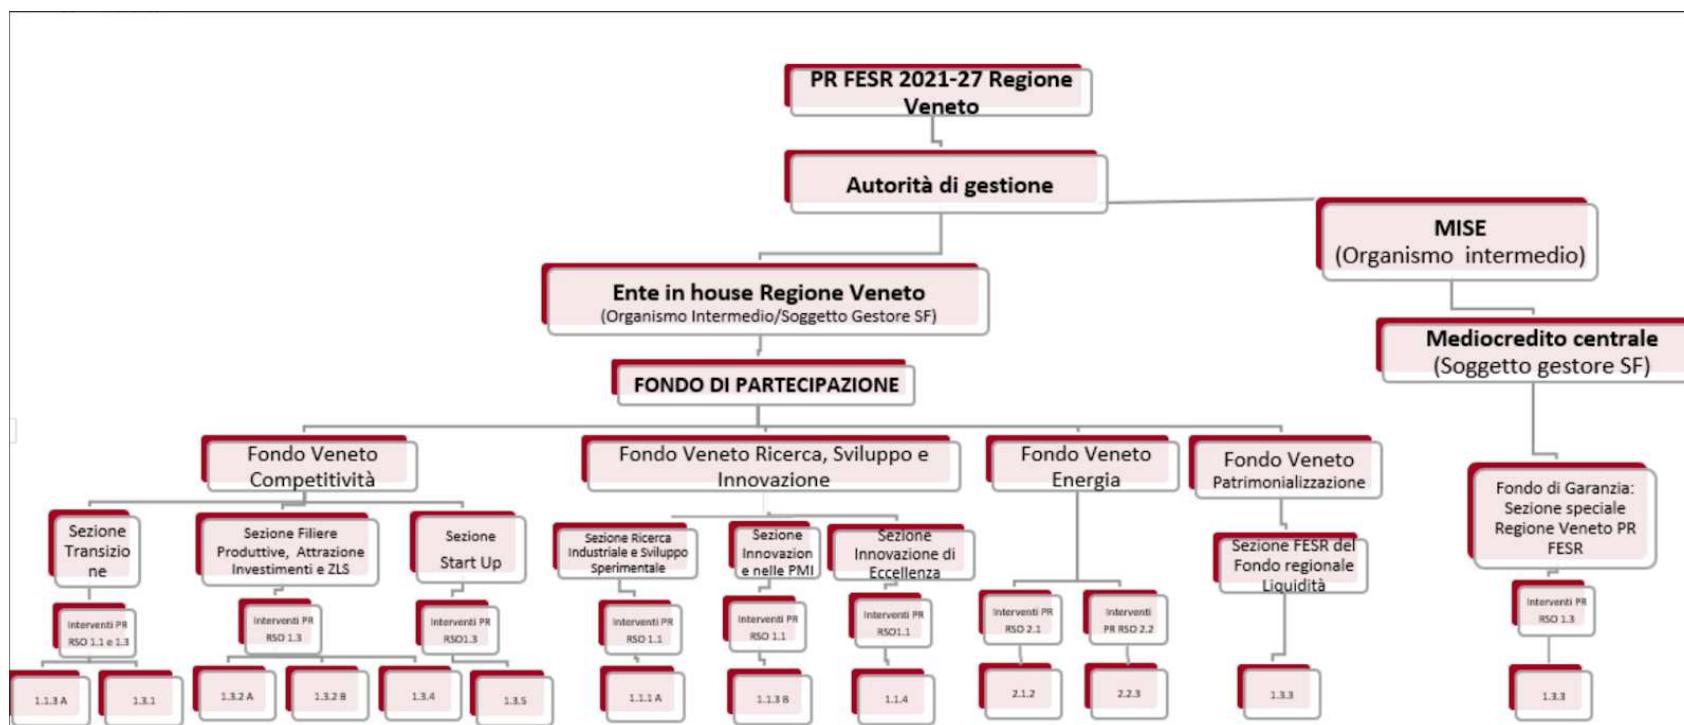 PR FESR 2021-27 Regione
Veneto
Autorità di gestione
MISE
(Organismo intermedio)
Ente in house Regione Veneto
(Organismo Intermedio/Soggetto Gestore SF)
Mediocredito centrale
(Soggetto gestore SF)
FONDO DI PARTECIPAZIONE
Fondo Veneto
Competitività
Fondo Veneto Ricerca, Sviluppo e
Innovazione
Fondo Veneto
Energia
Fondo Veneto
Patrimonializzazione
Fondo di Garanzia:
Sezione speciale
Regione Veneto PR
FESR
Sezione
Transizio
ne
Sezione Filiere
Produttive, Attrazione
Investimenti e ZLS
Sezione
Start Up
Sezione Ricerca
Industriale e Sviluppo
Sperimentale
Sezione
Innovazion
e nelle PMI
Sezione
Innovazione di
Eccellenza
Sezione FESR del
Fondo regionale
Liquidità
Interventi PR
RSO 1.1 e 1.3
Interventi PR
RSO 1.3
Interventi PR
RSO1.3
Interventi PR
RSO 1.1
Interventi PR
RSO 1.1
Interventi PR
RSO1.1
Interventi PR
RSO 2.1
Interventi
PR RSO 2.2
Interventi PR
RSO 1.3
1.1.3 A
1.3.1
1.3.2 A
1.3.2 B
1.3.4
1.3.5
1.1.1 A
1.1.3 B
1.1.4
2.1.2
2.2.3
1.3.3
1.3.3